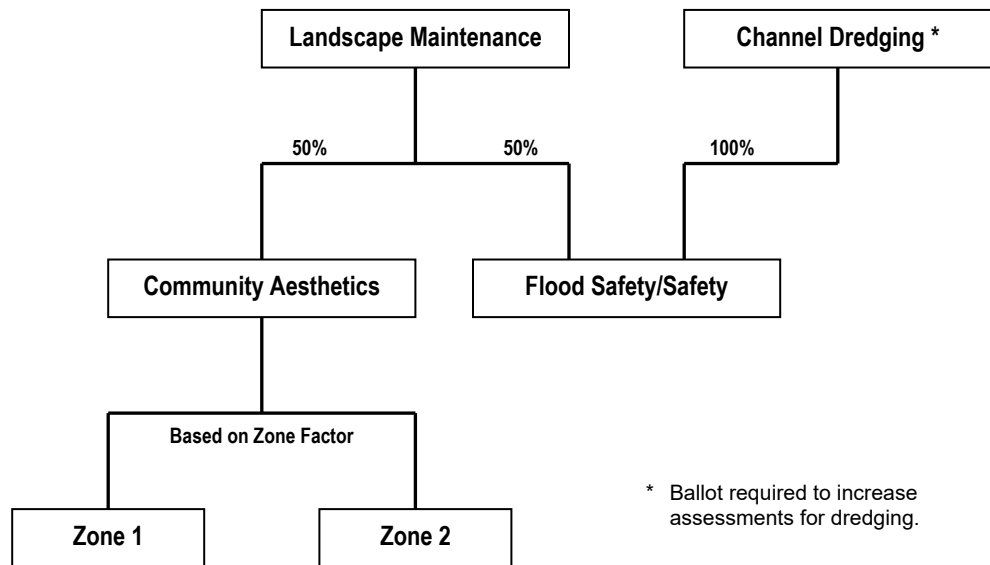 Landscape Maintenance
Channel Dredging *
50%
50%
100%
Community Aesthetics
Flood Safety/Safety
Based on Zone Factor
* Ballot required to increase
assessments for dredging.
Zone 1
Zone 2